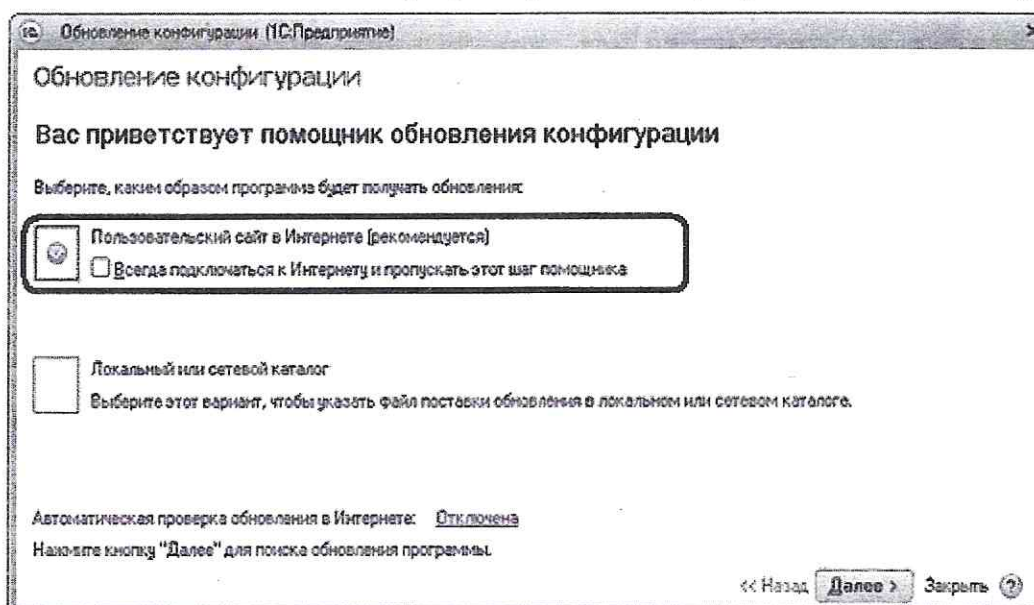 1С Обновление конфигурации (1С:Предприятие)
Обновление конфигурации
Вас приветствует помощник обновления конфигурации
Выберите, каким образом программа будет получать обновления:
Пользовательский сайт в Интернете (рекомендуется)
Всегда подключаться к Интернету и пропускать этот шаг помощника
Локальный или сетевой каталог
Выберите этот вариант, чтобы указать файл поставки обновления в локальном или сетевом каталоге.
Автоматическая проверка обновления в Интернете: Отключена
Нажмите кнопку "Далее" для поиска обновления программы.
<< Назад Далее > Закрыть ?